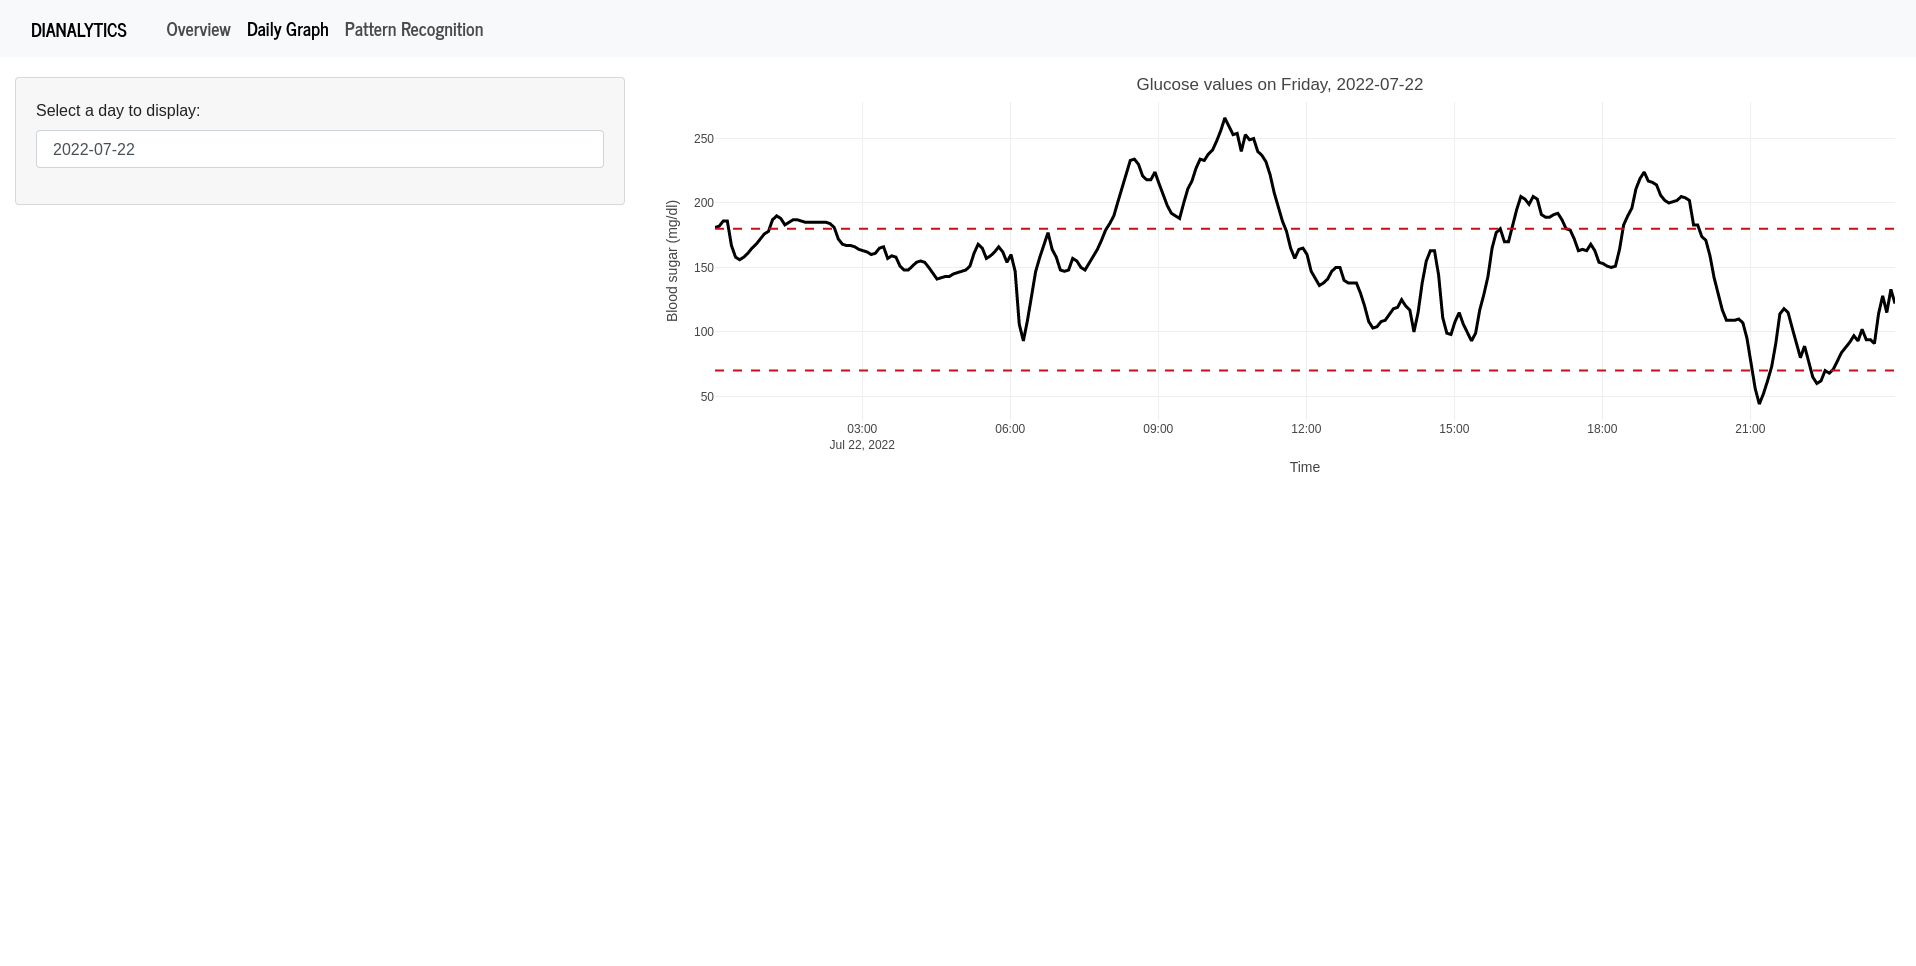 DIANALYTICS Overview Daily Graph Pattern Recognition
Select a day to display:
2022-07-22
Glucose values on Friday, 2022-07-22
Blood sugar (mg/dl)
250
200
150
100
50
03:00 06:00 09:00 12:00 15:00 18:00 21:00
Jul 22, 2022
Time